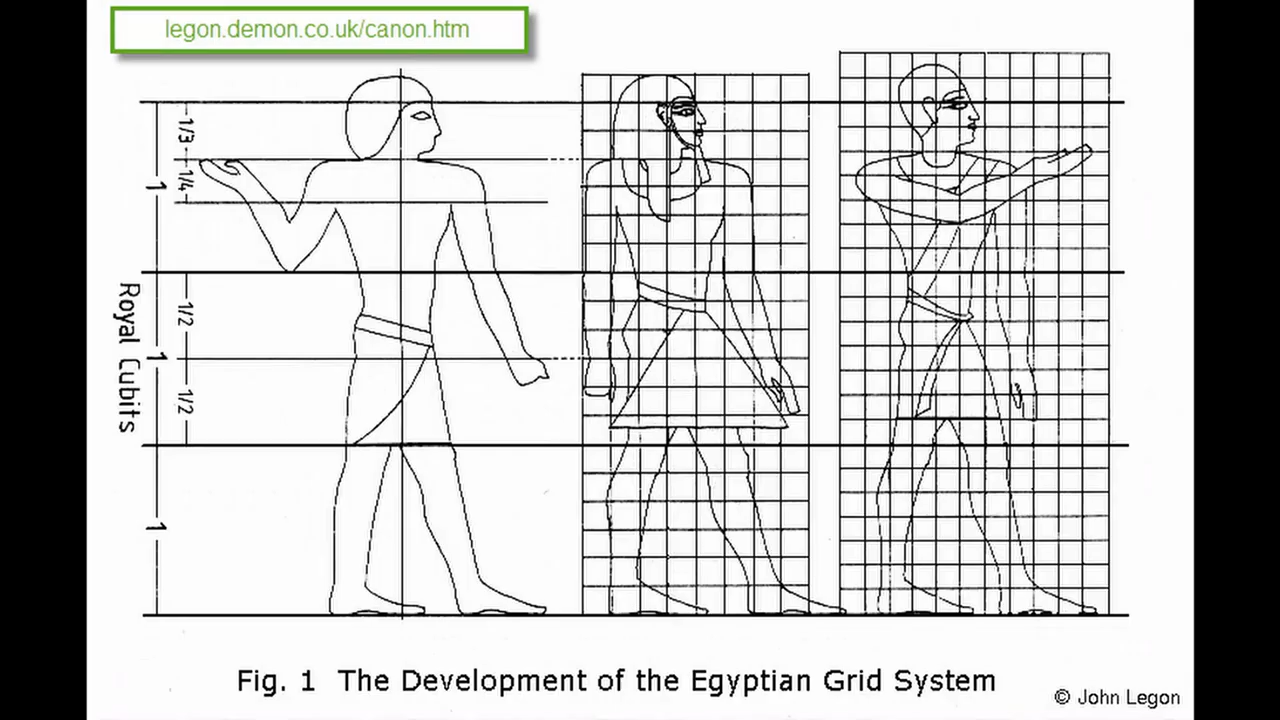 legon.demon.co.uk/canon.htm
1/3
1/4
1
1/2
1
1/2
1
Royal Cubits
Fig. 1 The Development of the Egyptian Grid System
© John Legon